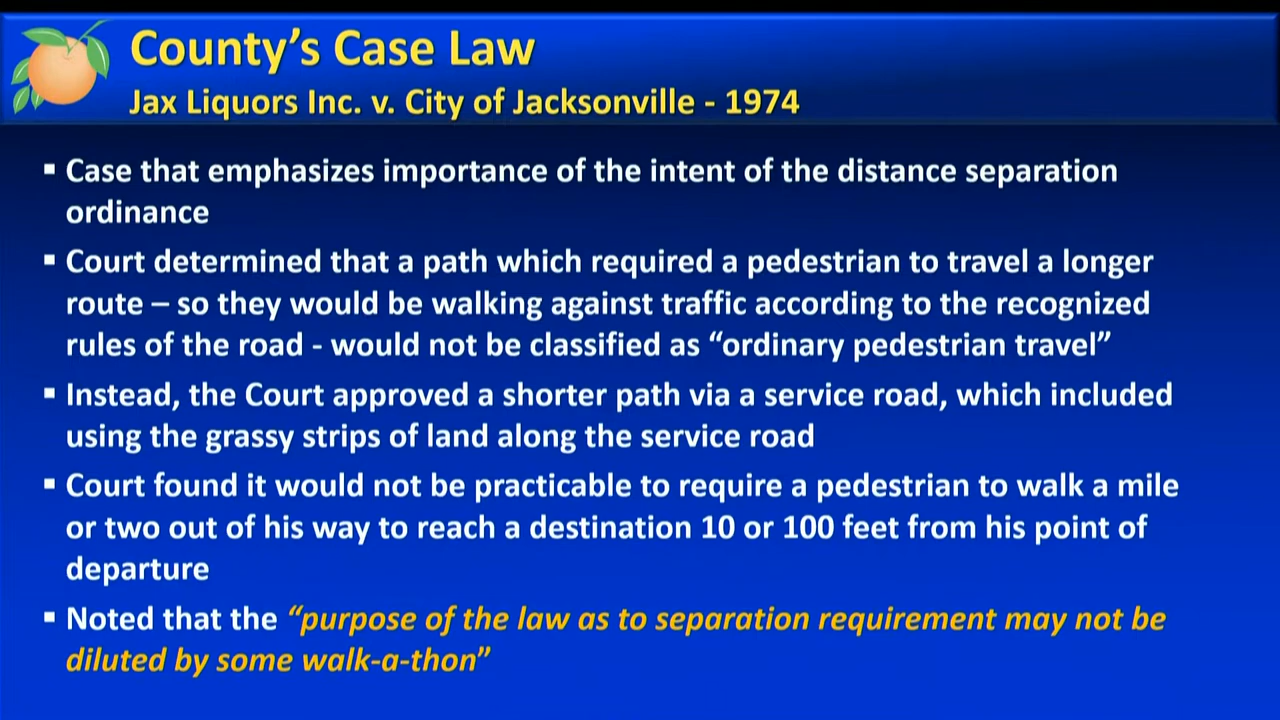 County’s Case Law
Jax Liquors Inc. v. City of Jacksonville - 1974
▪ Case that emphasizes importance of the intent of the distance separation
ordinance
▪ Court determined that a path which required a pedestrian to travel a longer
route – so they would be walking against traffic according to the recognized
rules of the road - would not be classified as “ordinary pedestrian travel”
▪ Instead, the Court approved a shorter path via a service road, which included
using the grassy strips of land along the service road
▪ Court found it would not be practicable to require a pedestrian to walk a mile
or two out of his way to reach a destination 10 or 100 feet from his point of
departure
▪ Noted that the “purpose of the law as to separation requirement may not be
diluted by some walk-a-thon”